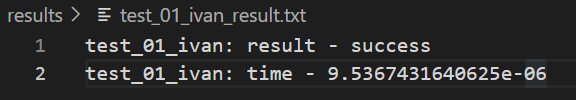 results > test_01_ivan_result.txt
1 test_01_ivan: result - success
2 test_01_ivan: time - 9.5367431640625e-06